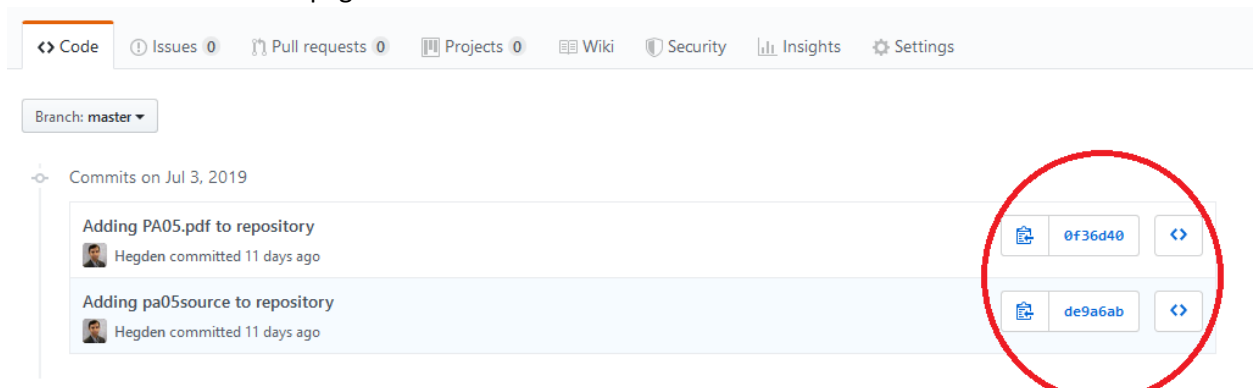 Code Issues 0 Pull requests 0 Projects 0 Wiki Security Insights Settings
Branch: master
Commits on Jul 3, 2019
Adding PA05.pdf to repository
0f36d40
Hegden committed 11 days ago
Adding pa05source to repository
de9a6ab
Hegden committed 11 days ago